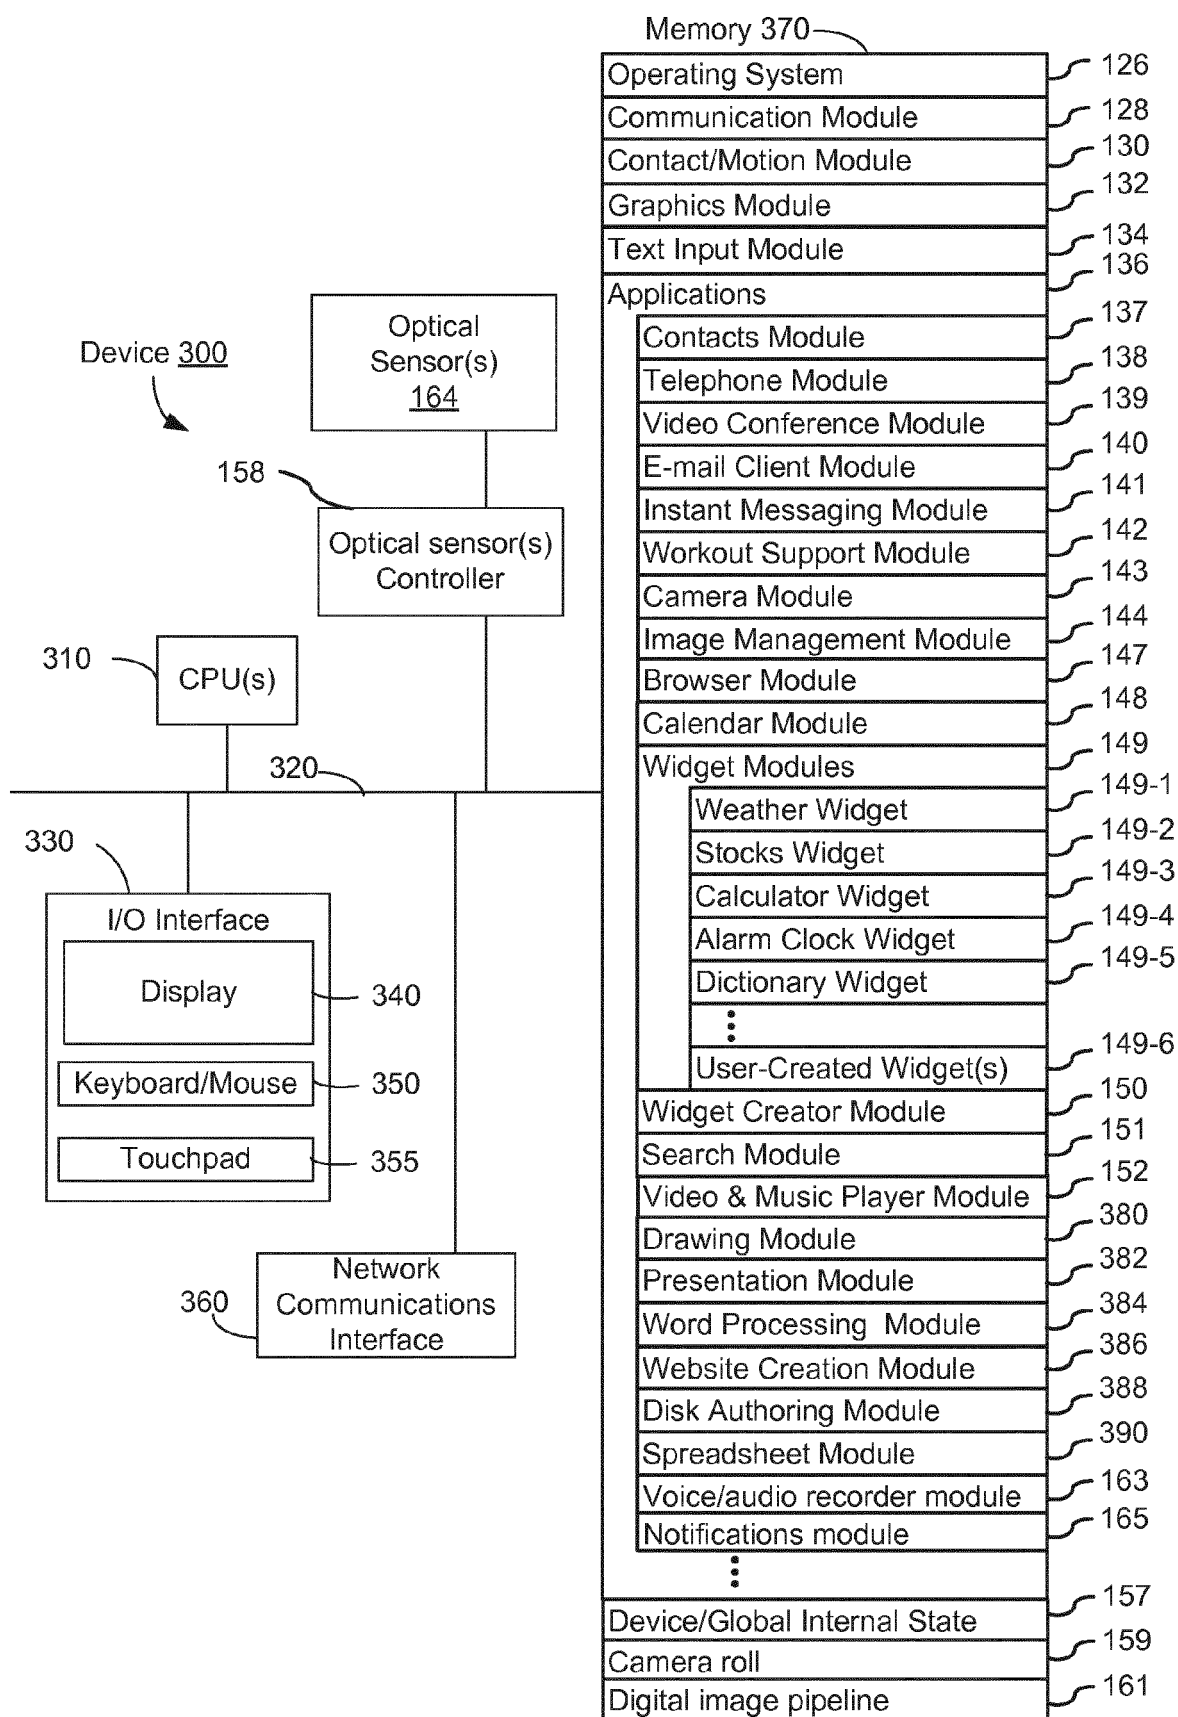 Memory 370
Operating System 126
Communication Module 128
Contact/Motion Module 130
Graphics Module 132
Text Input Module 134
Applications 136
Contacts Module 137
Telephone Module 138
Video Conference Module 139
E-mail Client Module 140
Instant Messaging Module 141
Workout Support Module 142
Camera Module 143
Image Management Module 144
Browser Module 147
Calendar Module 148
Widget Modules 149
Weather Widget 149-1
Stocks Widget 149-2
Calculator Widget 149-3
Alarm Clock Widget 149-4
Dictionary Widget 149-5
User-Created Widget(s) 149-6
Widget Creator Module 150
Search Module 151
Video & Music Player Module 152
Drawing Module 380
Presentation Module 382
Word Processing Module 384
Website Creation Module 386
Disk Authoring Module 388
Spreadsheet Module 390
Voice/audio recorder module 163
Notifications module 165
Device/Global Internal State 157
Camera roll 159
Digital image pipeline 161
Device 300
Optical
Sensor(s)
164
158
Optical sensor(s)
Controller
310
CPU(s)
320
330
I/O Interface
Display 340
Keyboard/Mouse 350
Touchpad 355
360
Network
Communications
Interface